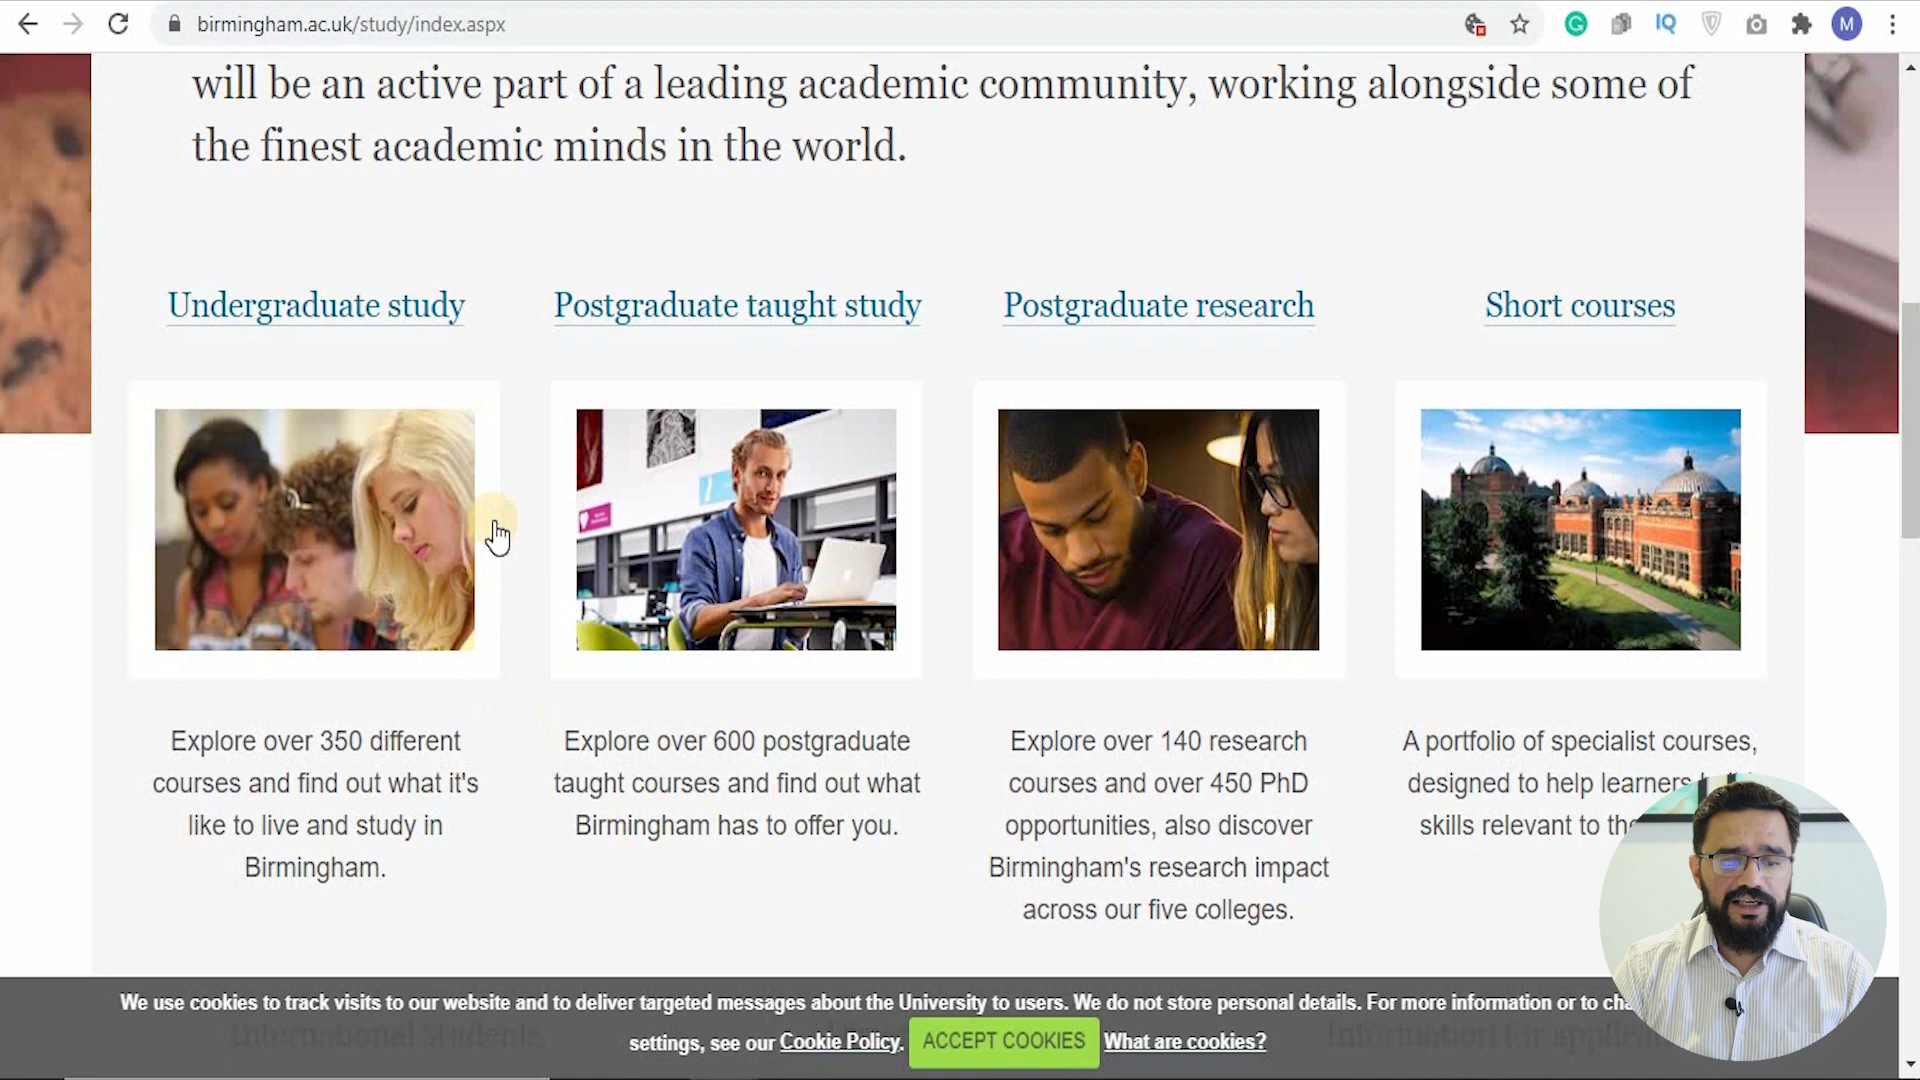 birmingham.ac.uk/study/index.aspx
IQ
M
will be an active part of a leading academic community, working alongside some of
the finest academic minds in the world.
Undergraduate study
Postgraduate taught study
Postgraduate research
Short courses
Explore over 350 different
courses and find out what it's
like to live and study in
Birmingham.
Explore over 600 postgraduate
taught courses and find out what
Birmingham has to offer you.
Explore over 140 research
courses and over 450 PhD
opportunities, also discover
Birmingham's research impact
across our five colleges.
A portfolio of specialist courses,
designed to help learners
skills relevant to
We use cookies to track visits to our website and to deliver targeted messages about the University to users. We do not store personal details. For more information or to
settings, see our Cookie Policy. ACCEPT COOKIES What are cookies?
International students
Information for